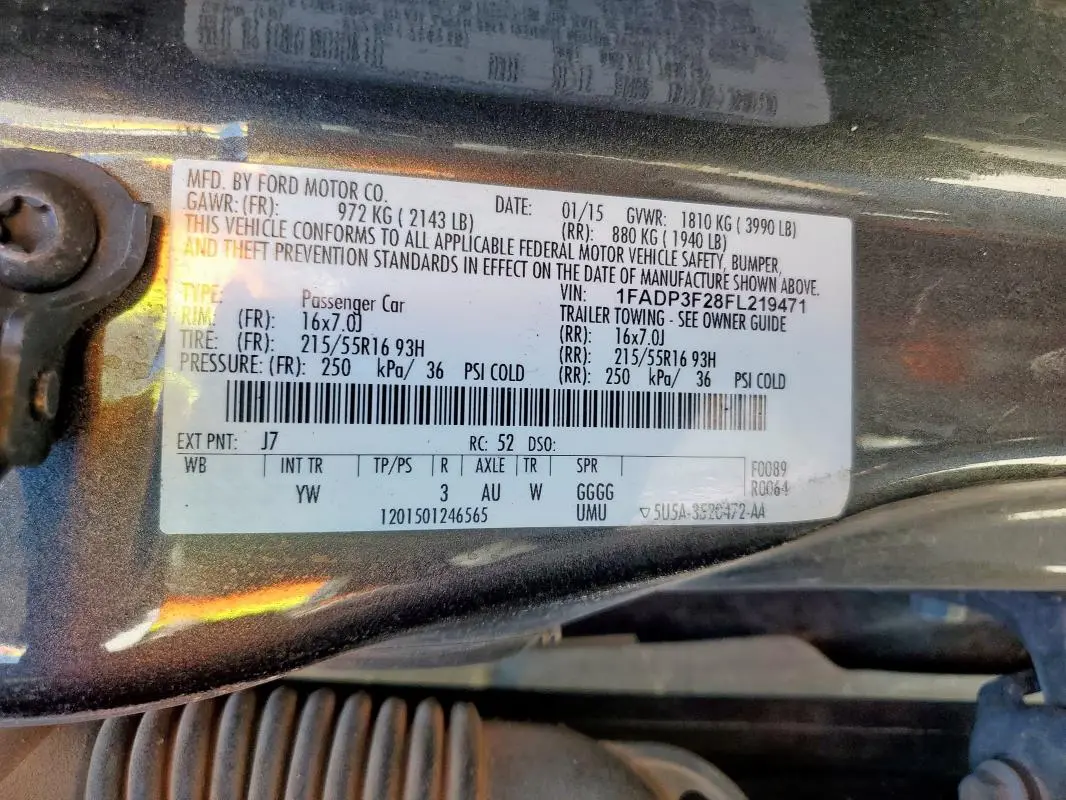 MFD. BY FORD MOTOR CO. DATE: 01/15 GVWR: 1810 KG ( 3990 LB)
GAWR: (FR): 972 KG ( 2143 LB) (RR): 880 KG ( 1940 LB)
THIS VEHICLE CONFORMS TO ALL APPLICABLE FEDERAL MOTOR VEHICLE SAFETY, BUMPER,
AND THEFT PREVENTION STANDARDS IN EFFECT ON THE DATE OF MANUFACTURE SHOWN ABOVE.
VIN: 1FADP3F28FL219471
TYPE: Passenger Car TRAILER TOWING - SEE OWNER GUIDE
RIM: (FR): 16x7.0J (RR): 16x7.0J
TIRE: (FR): 215/55R16 93H (RR): 215/55R16 93H
PRESSURE: (FR): 250 kPa/ 36 PSI COLD (RR): 250 kPa/ 36 PSI COLD
EXT PNT: J7 RC: 52 DSO:
WB INT TR TP/PS R AXLE TR SPR F0089
YW 3 AU W GGGG R0064
1201501246565 UMU ▽5U5A-3520472-AA